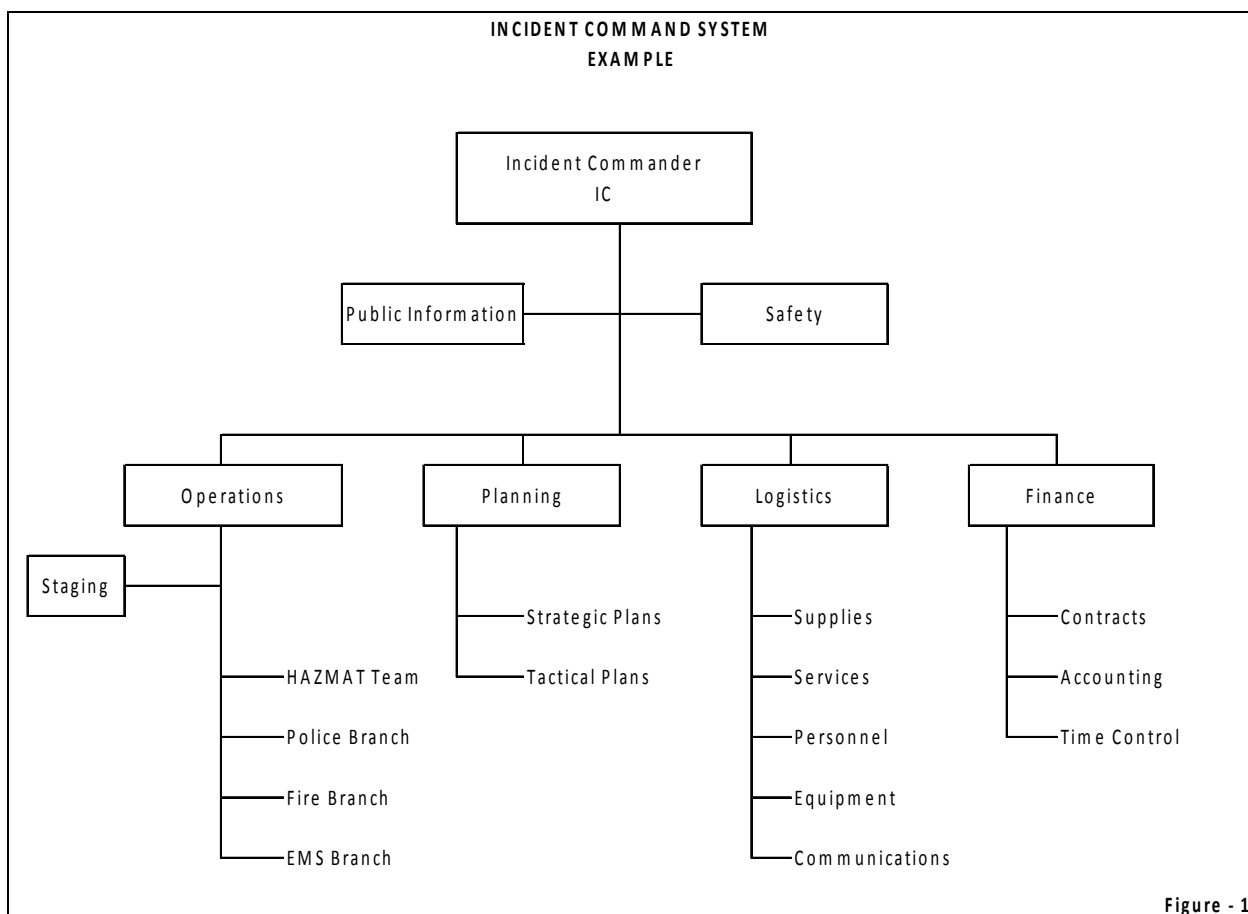 INCIDENT COMMAND SYSTEM
EXAMPLE
Incident Commander
IC
Public Information
Safety
Operations
Planning
Logistics
Finance
Staging
Strategic Plans
Supplies
Contracts
HAZMAT Team
Tactical Plans
Services
Accounting
Police Branch
Personnel
Time Control
Fire Branch
Equipment
EMS Branch
Communications
Figure - 1